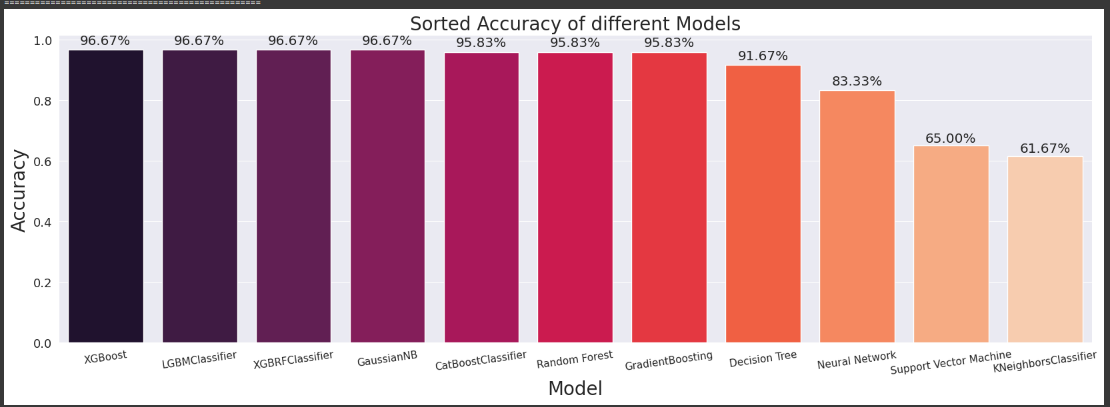 ==================================================
Sorted Accuracy of different Models
1.0
0.8
0.6
0.4
0.2
0.0
Accuracy
96.67% 96.67% 96.67% 96.67% 95.83% 95.83% 95.83% 91.67% 83.33% 65.00% 61.67%
XGBoost LGBMClassifier XGBRFClassifier GaussianNB CatBoostClassifier Random Forest GradientBoosting Decision Tree Neural Network Support Vector Machine KNeighborsClassifier
Model